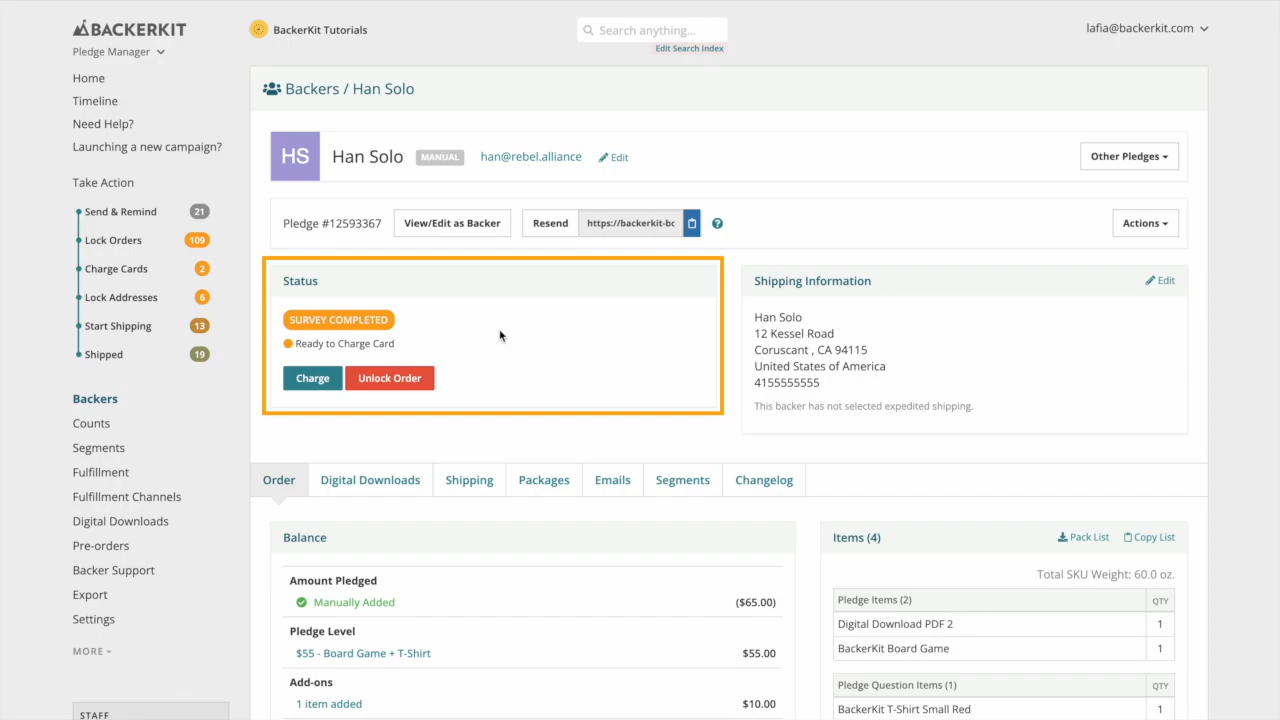 BACKERKIT
Pledge Manager
BackerKit Tutorials
Search anything...
Edit Search Index
lafia@backerkit.com
Home
Timeline
Need Help?
Launching a new campaign?
Take Action
Send & Remind 21
Lock Orders 109
Charge Cards 2
Lock Addresses 6
Start Shipping 13
Shipped 19
Backers
Counts
Segments
Fulfillment
Fulfillment Channels
Digital Downloads
Pre-orders
Backer Support
Export
Settings
MORE
STAFF
Backers / Han Solo
HS Han Solo MANUAL han@rebel.alliance Edit
Other Pledges
Pledge #12593367 View/Edit as Backer Resend https://backerkit-bc ?
Actions
Status
SURVEY COMPLETED
Ready to Charge Card
Charge Unlock Order
Shipping Information Edit
Han Solo
12 Kessel Road
Coruscant , CA 94115
United States of America
4155555555
This backer has not selected expedited shipping.
Order Digital Downloads Shipping Packages Emails Segments Changelog
Balance
Amount Pledged
Manually Added ($65.00)
Pledge Level
$55 - Board Game + T-Shirt $55.00
Add-ons
1 item added $10.00
Items (4) Pack List Copy List
Total SKU Weight: 60.0 oz.
Pledge Items (2) QTY
Digital Download PDF 2 1
BackerKit Board Game 1
Pledge Question Items (1) QTY
BackerKit T-Shirt Small Red 1